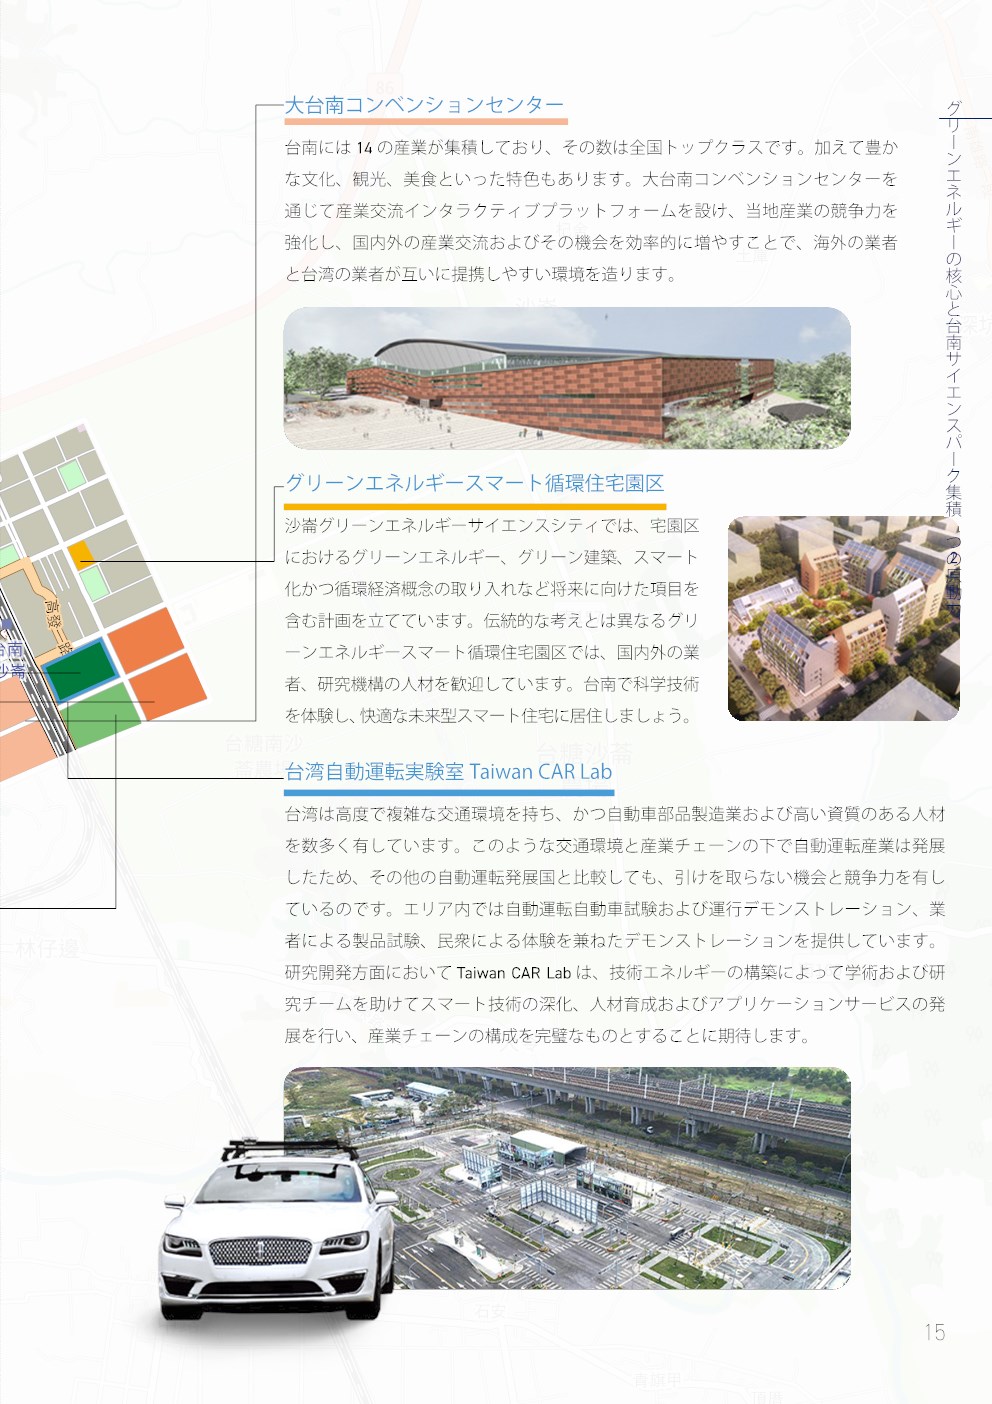 大台南コンベンションセンター
台南には 14 の産業が集積しており、その数は全国トップクラスです。加えて豊か
な文化、観光、美食といった特色もあります。大台南コンベンションセンターを
通じて産業交流インタラクティブプラットフォームを設け、当地産業の競争力を
強化し、国内外の産業交流およびその機会を効率的に増やすことで、海外の業者
と台湾の業者が互いに提携しやすい環境を造ります。
グリーンエネルギースマート循環住宅園区
沙崙グリーンエネルギーサイエンスシティでは、宅園区
におけるグリーンエネルギー、グリーン建築、スマート
化かつ循環経済概念の取り入れなど将来に向けた項目を
含む計画を立てています。伝統的な考えとは異なるグリ
ーンエネルギースマート循環住宅園区では、国内外の業
者、研究機構の人材を歓迎しています。台南で科学技術
を体験し、快適な未来型スマート住宅に居住しましょう。
台湾自動運転実験室 Taiwan CAR Lab
台湾は高度で複雑な交通環境を持ち、かつ自動車部品製造業および高い資質のある人材
を数多く有しています。このような交通環境と産業チェーンの下で自動運転産業は発展
したため、その他の自動運転発展国と比較しても、引けを取らない機会と競争力を有し
ているのです。エリア内では自動運転自動車試験および運行デモンストレーション、業
者による製品試験、民衆による体験を兼ねたデモンストレーションを提供しています。
研究開発方面において Taiwan CAR Lab は、技術エネルギーの構築によって学術および研
究チームを助けてスマート技術の深化、人材育成およびアプリケーションサービスの発
展を行い、産業チェーンの構成を完璧なものとすることに期待します。
グリーンエネルギーの核心と台南サイエンスパーク集積
高發一路
台南
沙崙
86
沙崙
台糖南沙
台糖沙崙
林仔邊
石安
15